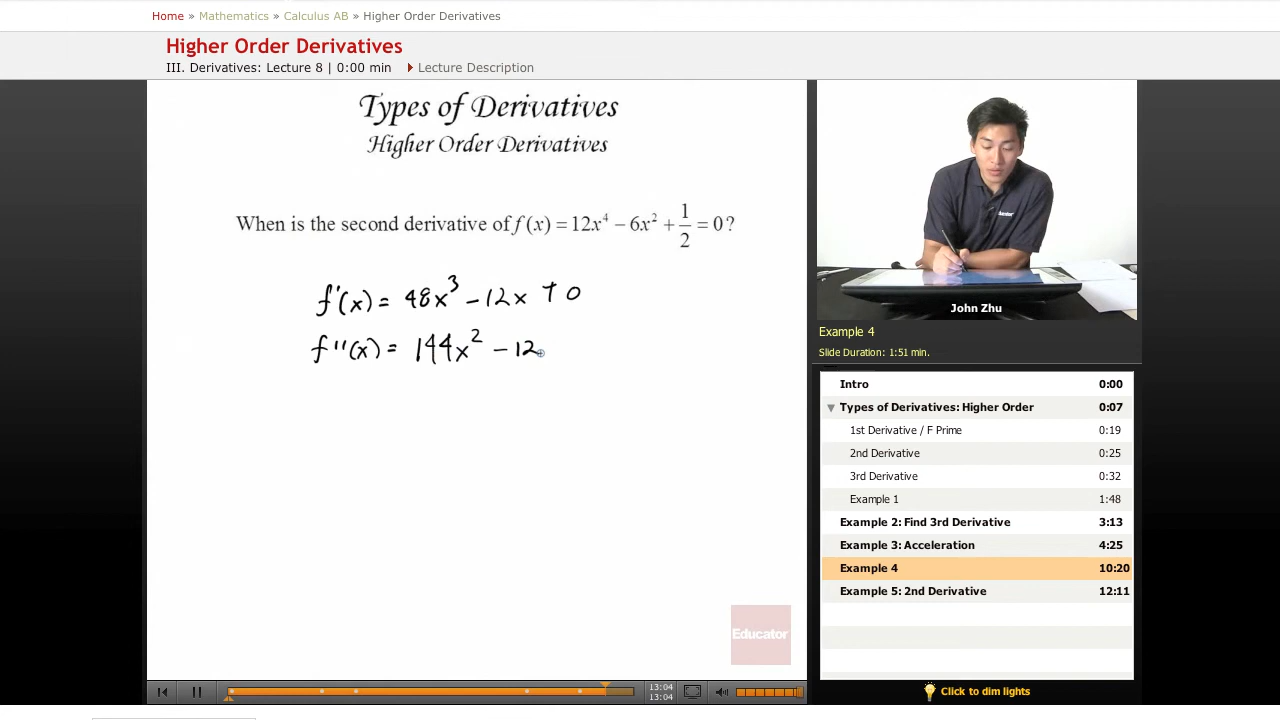 Home » Mathematics » Calculus AB » Higher Order Derivatives
Higher Order Derivatives
III. Derivatives: Lecture 8 | 0:00 min Lecture Description
Types of Derivatives
Higher Order Derivatives
When is the second derivative of f(x) = 12x⁴ − 6x² + 1/2 = 0?
f'(x) = 48x³ − 12x + 0
f''(x) = 144x² − 12
Educator
13:04
13:04
John Zhu
Example 4
Slide Duration: 1:51 min.
Intro 0:00
Types of Derivatives: Higher Order 0:07
1st Derivative / F Prime 0:19
2nd Derivative 0:25
3rd Derivative 0:32
Example 1 1:48
Example 2: Find 3rd Derivative 3:13
Example 3: Acceleration 4:25
Example 4 10:20
Example 5: 2nd Derivative 12:11
Click to dim lights